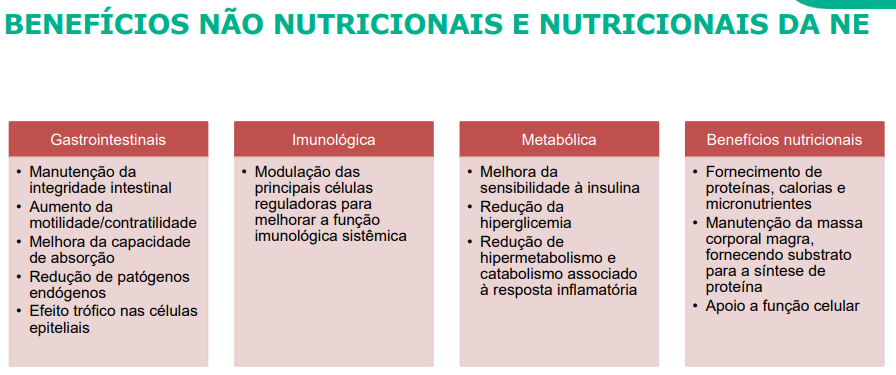 BENEFÍCIOS NÃO NUTRICIONAIS E NUTRICIONAIS DA NE
Gastrointestinais
• Manutenção da
integridade intestinal
• Aumento da
motilidade/contratilidade
• Melhora da capacidade
de absorção
• Redução de patógenos
endógenos
• Efeito trófico nas células
epiteliais
Imunológica
• Modulação das
principais células
reguladoras para
melhorar a função
imunológica sistêmica
Metabólica
• Melhora da
sensibilidade à insulina
• Redução da
hiperglicemia
• Redução de
hipermetabolismo e
catabolismo associado
à resposta inflamatória
Benefícios nutricionais
• Fornecimento de
proteínas, calorias e
micronutrientes
• Manutenção da massa
corporal magra,
fornecendo substrato
para a síntese de
proteína
• Apoio a função celular